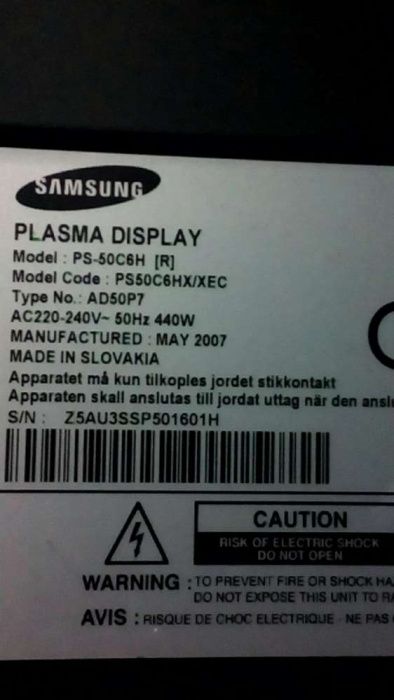 SAMSUNG
PLASMA DISPLAY
Model : PS-50C6H [R]
Model Code : PS50C6HX/XEC
Type No.: AD50P7
AC220-240V~ 50Hz 440W
MANUFACTURED : MAY 2007
MADE IN SLOVAKIA
Apparatet må kun tilkoples jordet stikkontakt
Apparaten skall anslutas till jordat uttag när den anslu
S/N : Z5AU3SSP501601H
CAUTION
RISK OF ELECTRIC SHOCK
DO NOT OPEN
WARNING : TO PREVENT FIRE OR SHOCK HA
DO NOT EXPOSE THIS UNIT TO RA
AVIS : RISQUE DE CHOC ELECTRIQUE - NE PAS